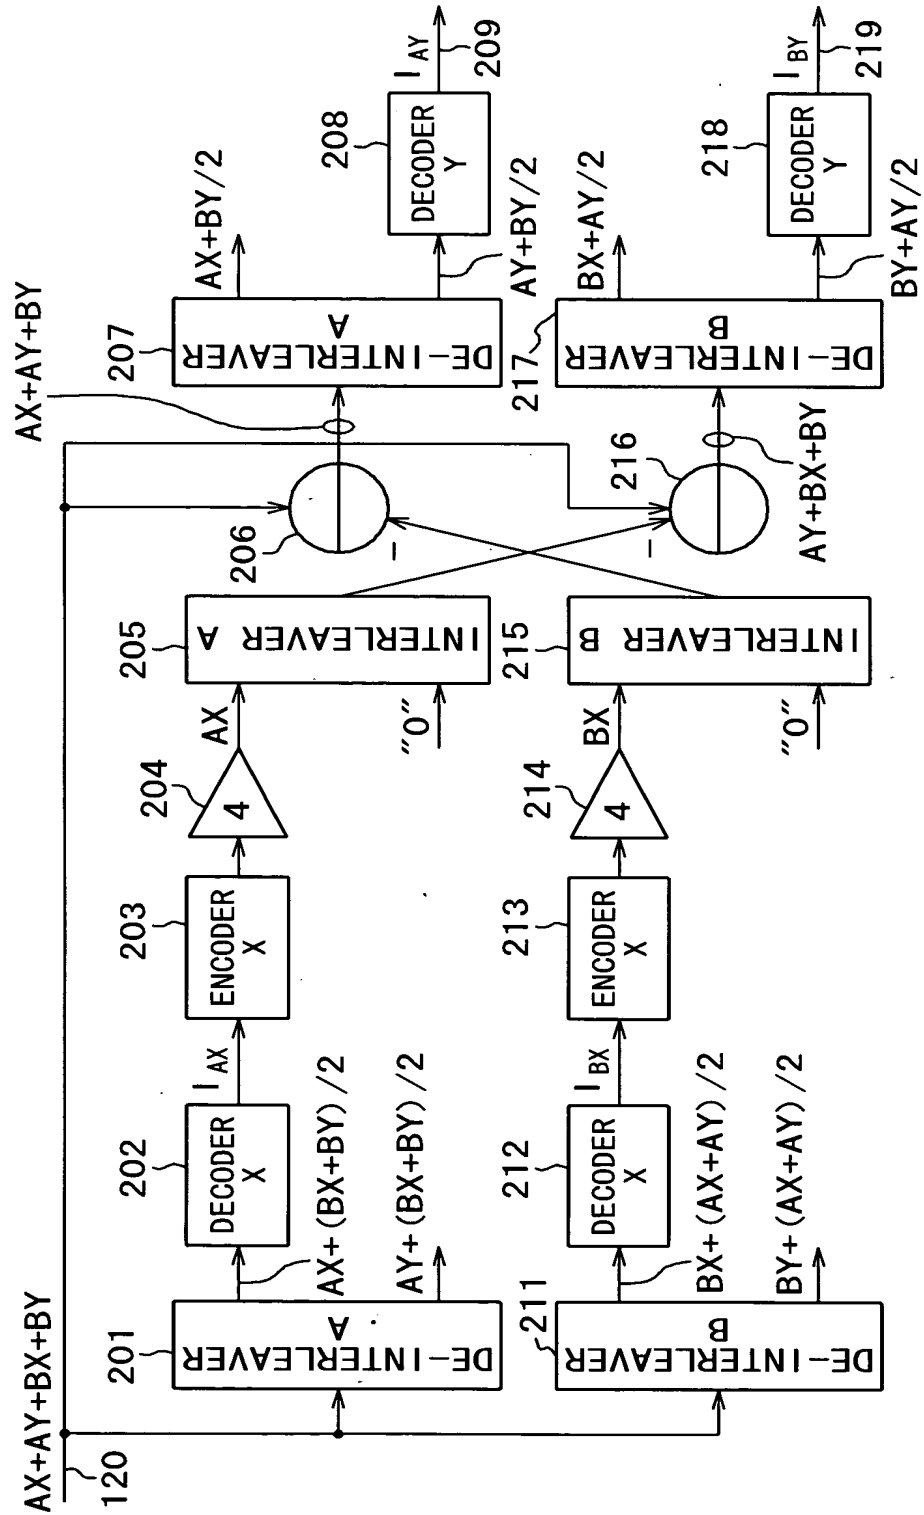 AX+AY+BX+BY
120
201
DE-INTERLEAVER
A
AX+(BX+BY)/2
AY+(BX+BY)/2
202
DECODER
X
I AX
203
ENCODER
X
204
4
AX
"0"
205
INTERLEAVER A
206
−
AX+AY+BY
207
DE-INTERLEAVER
A
AX+BY/2
AY+BY/2
208
DECODER
Y
I AY
209
211
DE-INTERLEAVER
B
BX+(AX+AY)/2
BY+(AX+AY)/2
212
DECODER
X
I BX
213
ENCODER
X
214
4
BX
"0"
215
INTERLEAVER B
216
−
AY+BX+BY
217
DE-INTERLEAVER
B
BX+AY/2
BY+AY/2
218
DECODER
Y
I BY
219